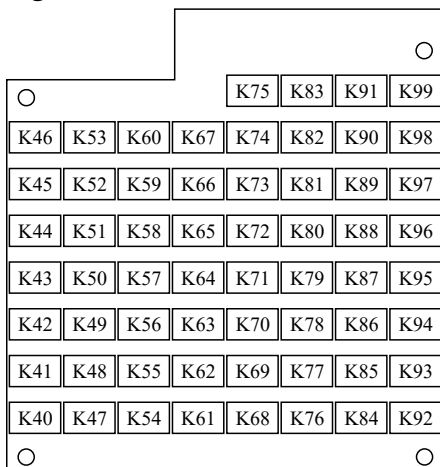 K75 K83 K91 K99
K46 K53 K60 K67 K74 K82 K90 K98
K45 K52 K59 K66 K73 K81 K89 K97
K44 K51 K58 K65 K72 K80 K88 K96
K43 K50 K57 K64 K71 K79 K87 K95
K42 K49 K56 K63 K70 K78 K86 K94
K41 K48 K55 K62 K69 K77 K85 K93
K40 K47 K54 K61 K68 K76 K84 K92